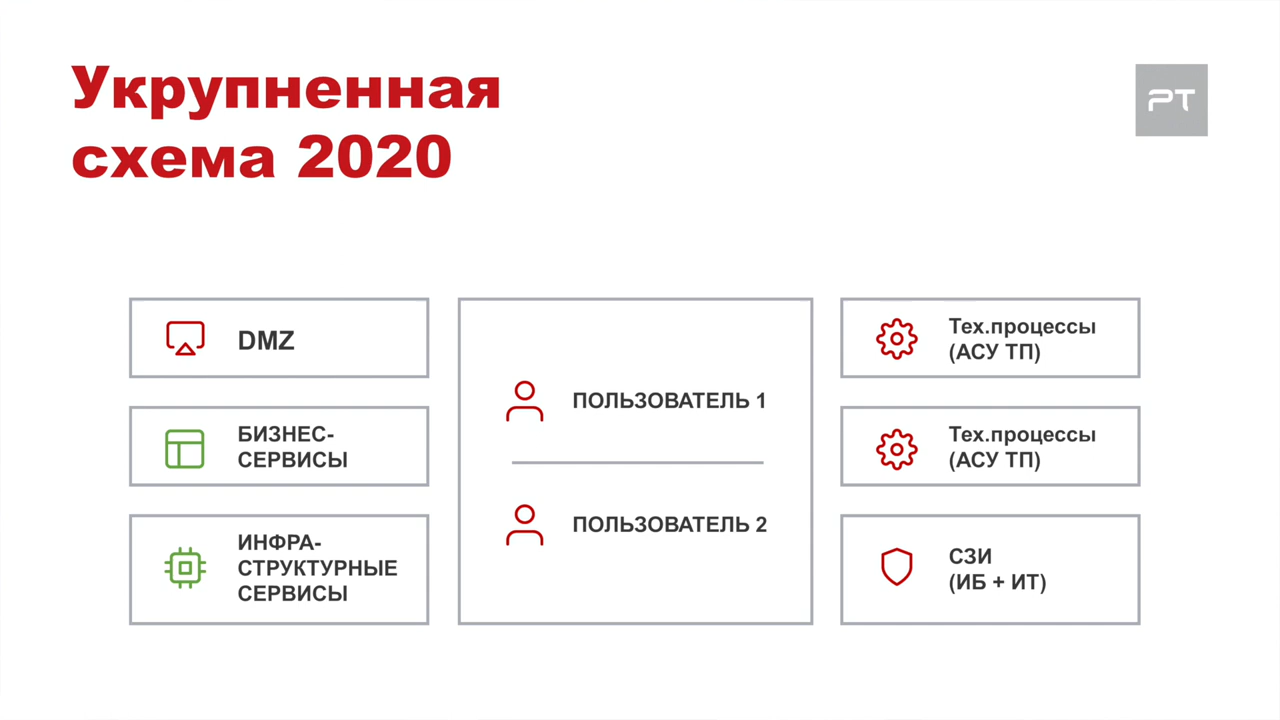 Укрупненная
схема 2020
PT
DMZ
БИЗНЕС-
СЕРВИСЫ
ИНФРА-
СТРУКТУРНЫЕ
СЕРВИСЫ
ПОЛЬЗОВАТЕЛЬ 1
ПОЛЬЗОВАТЕЛЬ 2
Тех.процессы
(АСУ ТП)
Тех.процессы
(АСУ ТП)
СЗИ
(ИБ + ИТ)